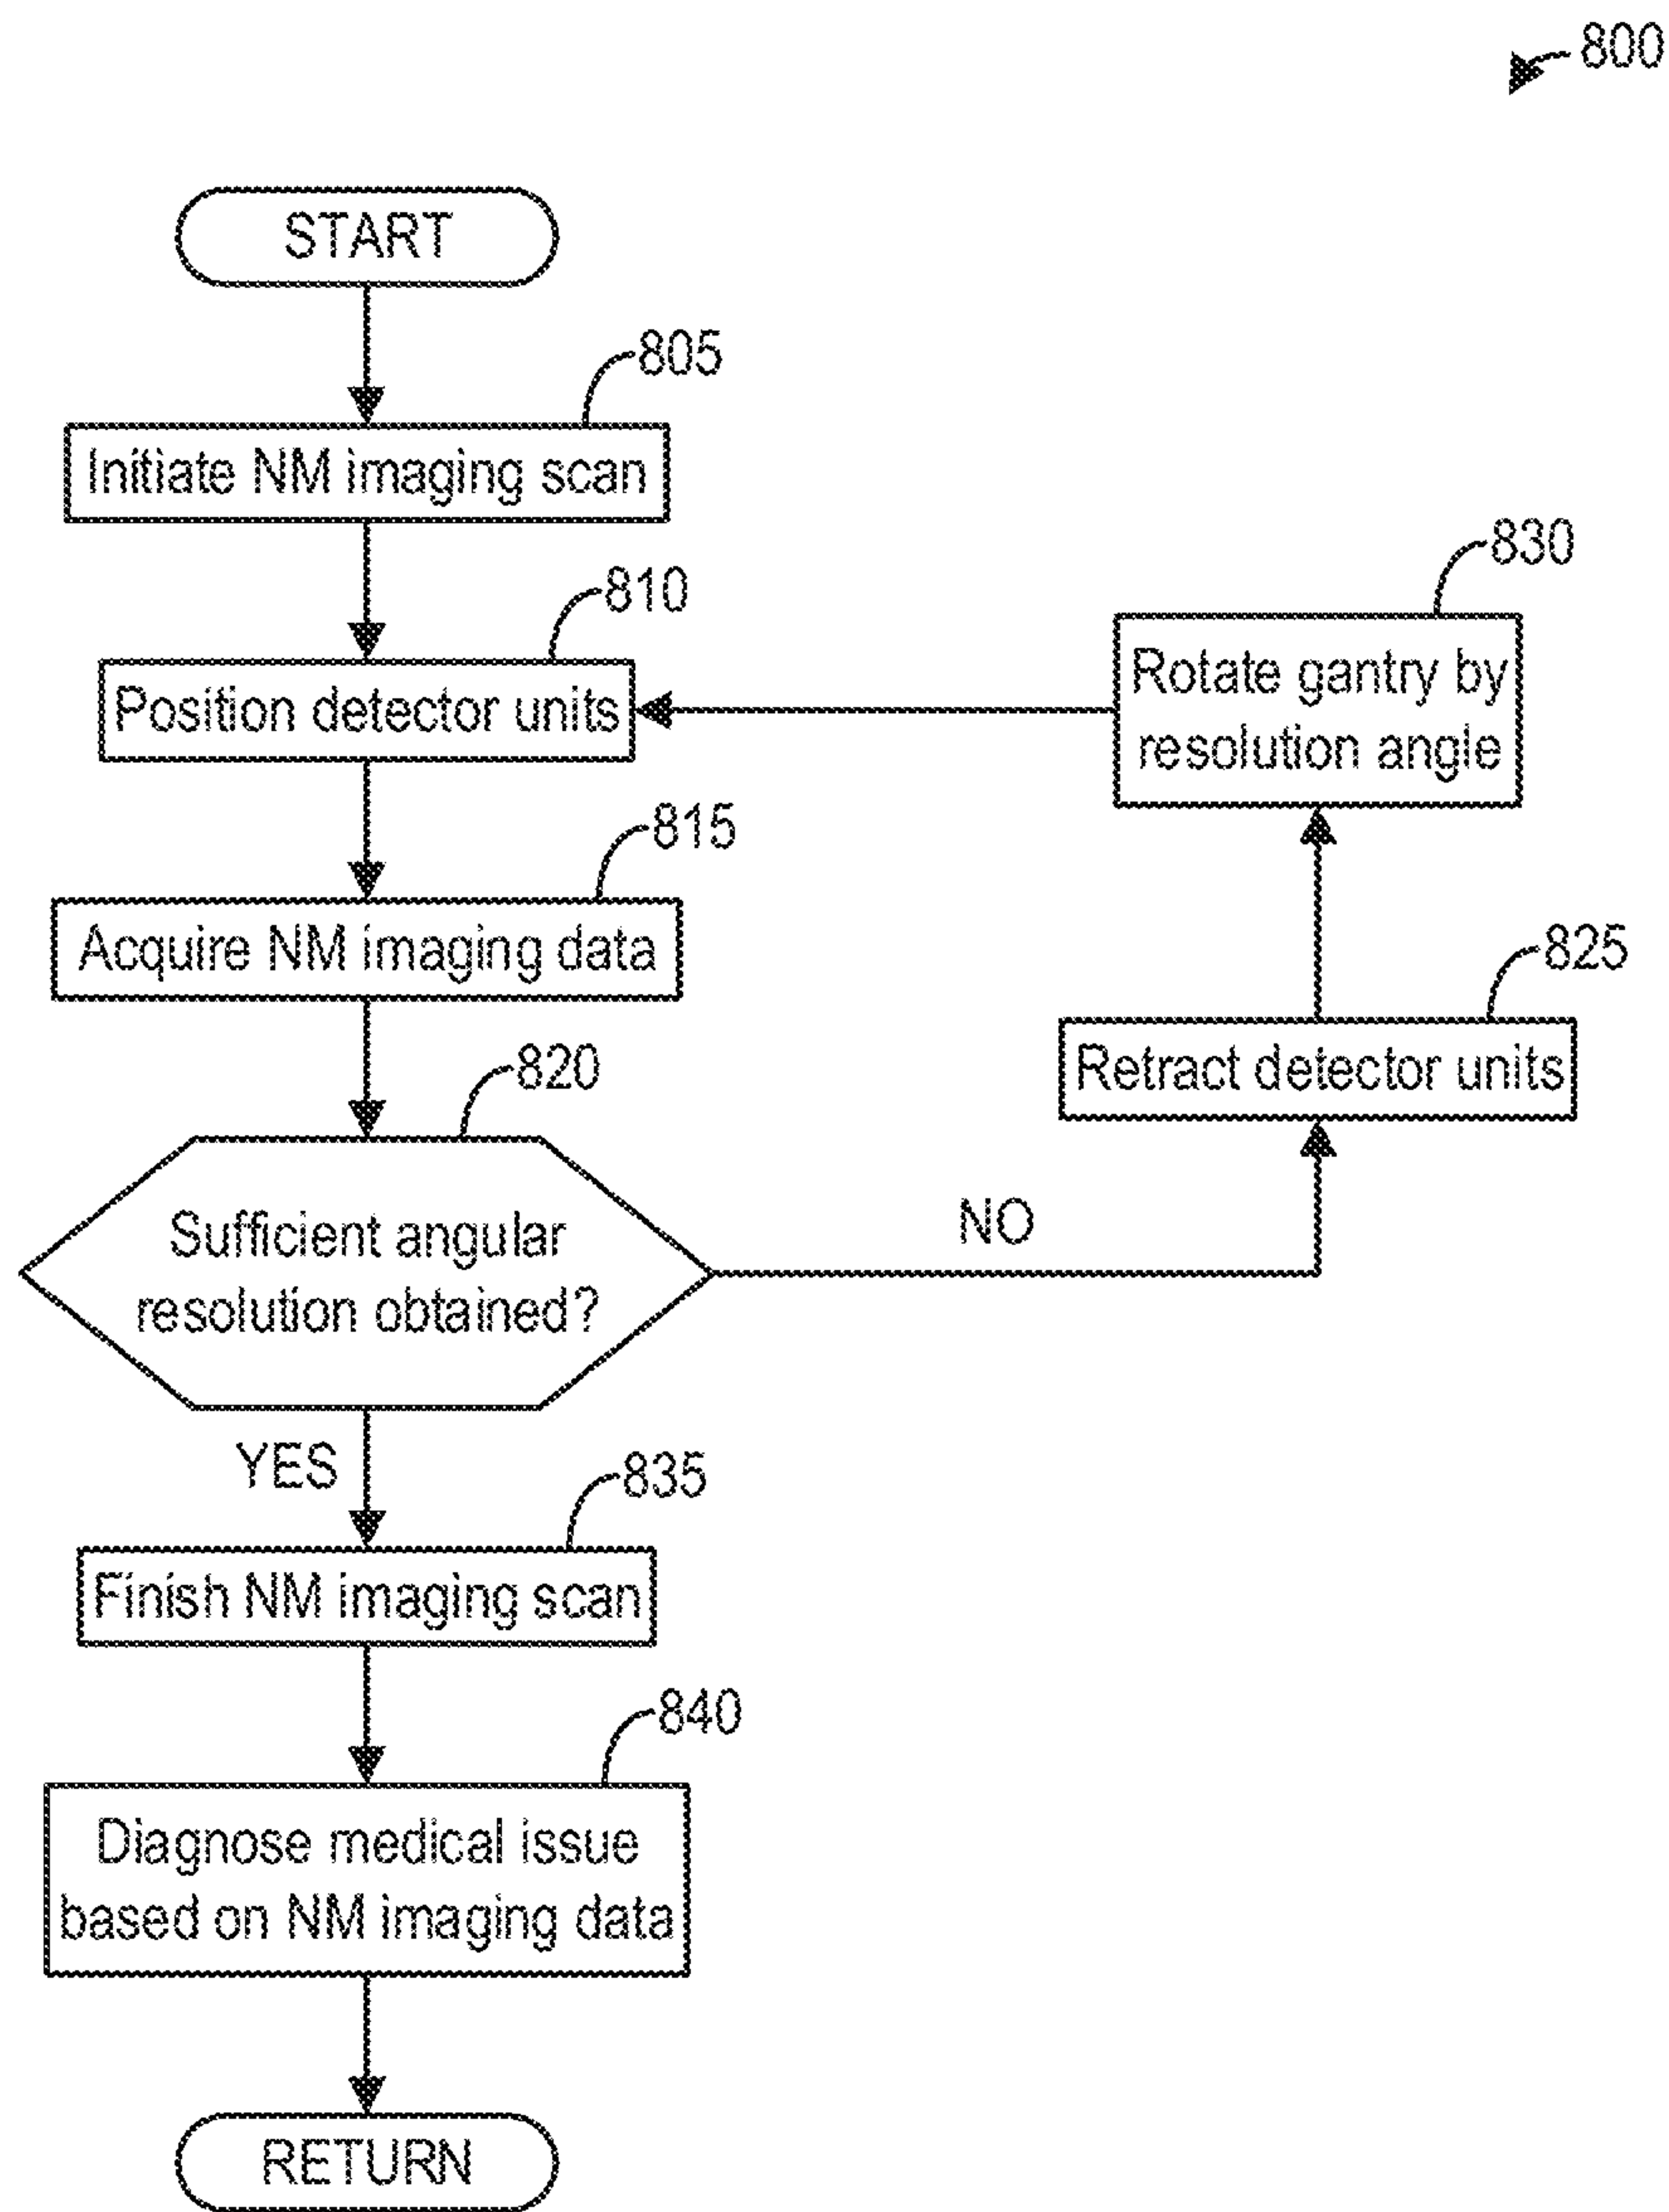 800
START
805
Initiate NM imaging scan
810
Position detector units
830
Rotate gantry by
resolution angle
815
Acquire NM imaging data
825
Retract detector units
820
Sufficient angular
resolution obtained?
NO
YES
835
Finish NM imaging scan
840
Diagnose medical issue
based on NM imaging data
RETURN